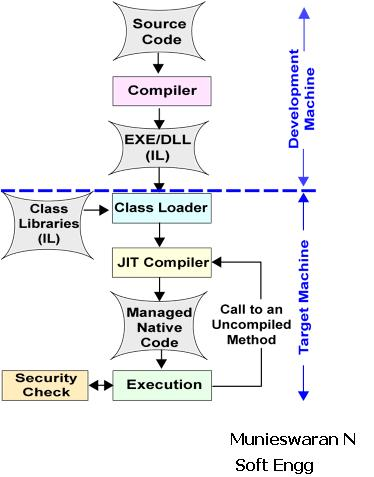 Source
Code
Compiler
EXE/DLL
(IL)
Development
Machine
Class
Libraries
(IL)
Class Loader
JIT Compiler
Managed
Native
Code
Call to an
Uncompiled
Method
Target Machine
Security
Check
Execution
Munieswaran N
Soft Engg